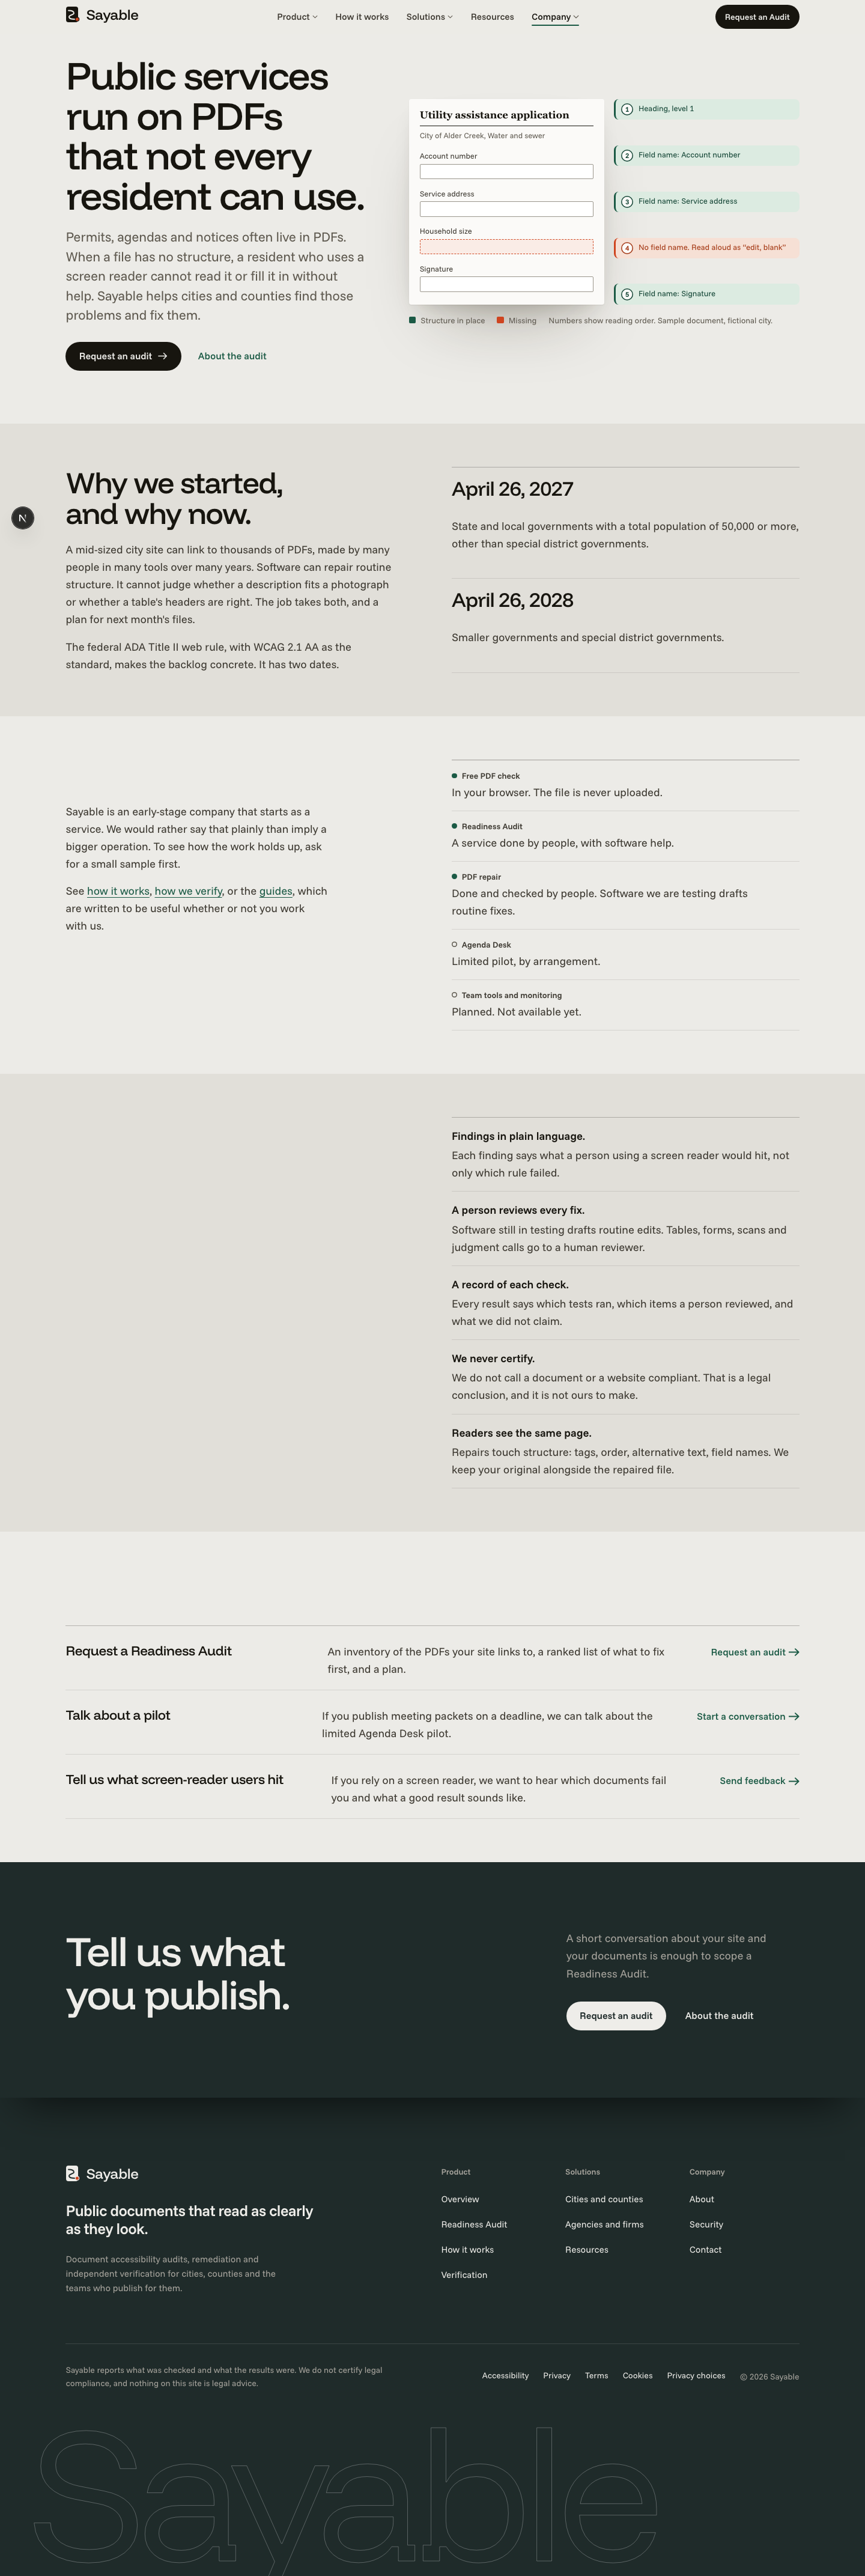 Sayable
Product
How it works
Solutions
Resources
Company
Request an Audit
Public services
run on PDFs
that not every
resident can use.
Permits, agendas and notices often live in PDFs.
When a file has no structure, a resident who uses a
screen reader cannot read it or fill it in without
help. Sayable helps cities and counties find those
problems and fix them.
Request an audit
About the audit
Utility assistance application
City of Alder Creek, Water and sewer
Account number
Service address
Household size
Signature
1 Heading, level 1
2 Field name: Account number
3 Field name: Service address
4 No field name. Read aloud as "edit, blank"
5 Field name: Signature
Structure in place
Missing
Numbers show reading order. Sample document, fictional city.
N
Why we started,
and why now.
A mid-sized city site can link to thousands of PDFs, made by many
people in many tools over many years. Software can repair routine
structure. It cannot judge whether a description fits a photograph
or whether a table's headers are right. The job takes both, and a
plan for next month's files.
The federal ADA Title II web rule, with WCAG 2.1 AA as the
standard, makes the backlog concrete. It has two dates.
April 26, 2027
State and local governments with a total population of 50,000 or more,
other than special district governments.
April 26, 2028
Smaller governments and special district governments.
Sayable is an early-stage company that starts as a
service. We would rather say that plainly than imply a
bigger operation. To see how the work holds up, ask
for a small sample first.
See how it works, how we verify, or the guides, which
are written to be useful whether or not you work
with us.
Free PDF check
In your browser. The file is never uploaded.
Readiness Audit
A service done by people, with software help.
PDF repair
Done and checked by people. Software we are testing drafts
routine fixes.
Agenda Desk
Limited pilot, by arrangement.
Team tools and monitoring
Planned. Not available yet.
Findings in plain language.
Each finding says what a person using a screen reader would hit, not
only which rule failed.
A person reviews every fix.
Software still in testing drafts routine edits. Tables, forms, scans and
judgment calls go to a human reviewer.
A record of each check.
Every result says which tests ran, which items a person reviewed, and
what we did not claim.
We never certify.
We do not call a document or a website compliant. That is a legal
conclusion, and it is not ours to make.
Readers see the same page.
Repairs touch structure: tags, order, alternative text, field names. We
keep your original alongside the repaired file.
Request a Readiness Audit
An inventory of the PDFs your site links to, a ranked list of what to fix
first, and a plan.
Request an audit
Talk about a pilot
If you publish meeting packets on a deadline, we can talk about the
limited Agenda Desk pilot.
Start a conversation
Tell us what screen-reader users hit
If you rely on a screen reader, we want to hear which documents fail
you and what a good result sounds like.
Send feedback
Tell us what
you publish.
A short conversation about your site and
your documents is enough to scope a
Readiness Audit.
Request an audit
About the audit
Sayable
Public documents that read as clearly
as they look.
Document accessibility audits, remediation and
independent verification for cities, counties and the
teams who publish for them.
Product
Overview
Readiness Audit
How it works
Verification
Solutions
Cities and counties
Agencies and firms
Resources
Company
About
Security
Contact
Sayable reports what was checked and what the results were. We do not certify legal
compliance, and nothing on this site is legal advice.
Accessibility
Privacy
Terms
Cookies
Privacy choices
© 2026 Sayable
Sayable